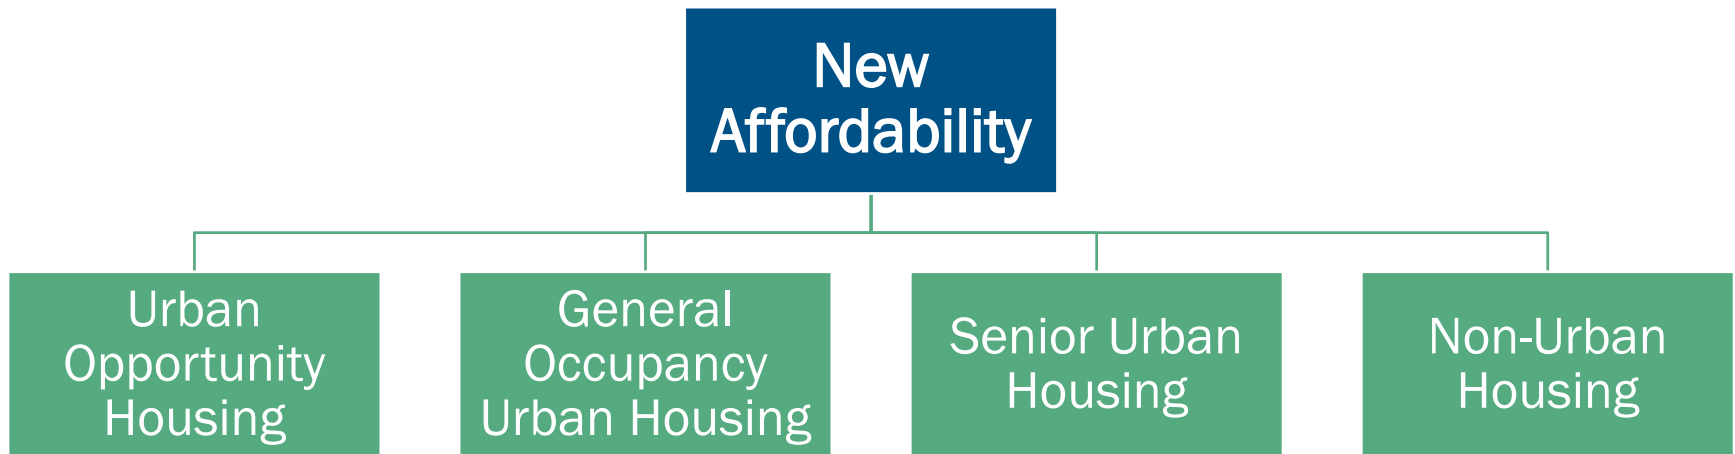 New
Affordability
Urban
Opportunity
Housing
General
Occupancy
Urban Housing
Senior Urban
Housing
Non-Urban
Housing